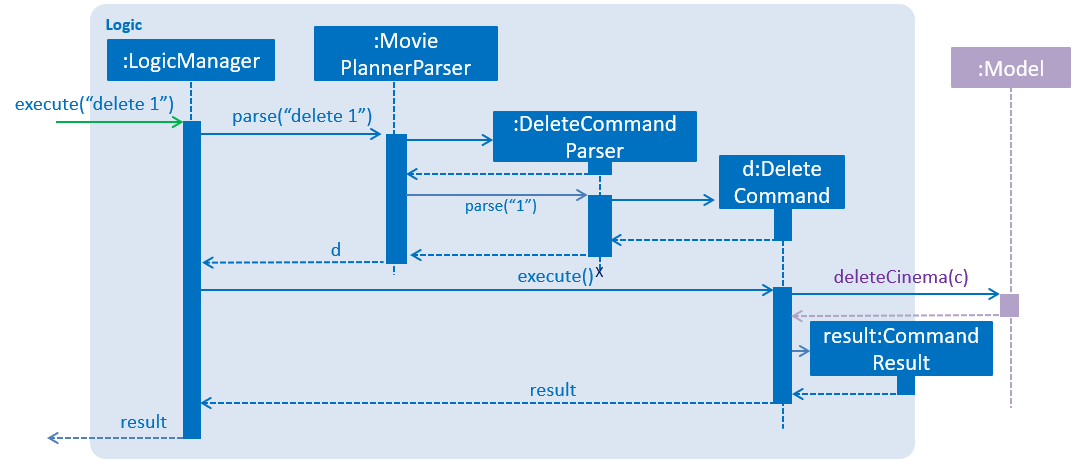 Logic
:LogicManager
:Movie
PlannerParser
:Model
execute(“delete 1”)
parse(“delete 1”)
:DeleteCommand
Parser
d:Delete
Command
parse(“1”)
d
execute()
X
deleteCinema(c)
result:Command
Result
result
result